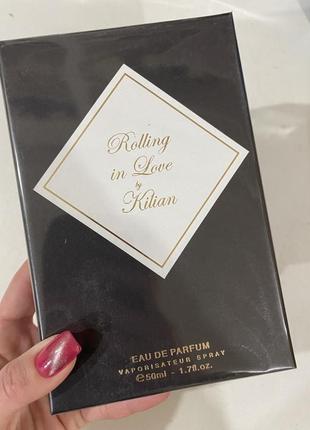 Rolling
in Love
by
Kilian
EAU DE PARFUM
VAPORISATEUR SPRAY
℮50ml - 1.7fl.oz.